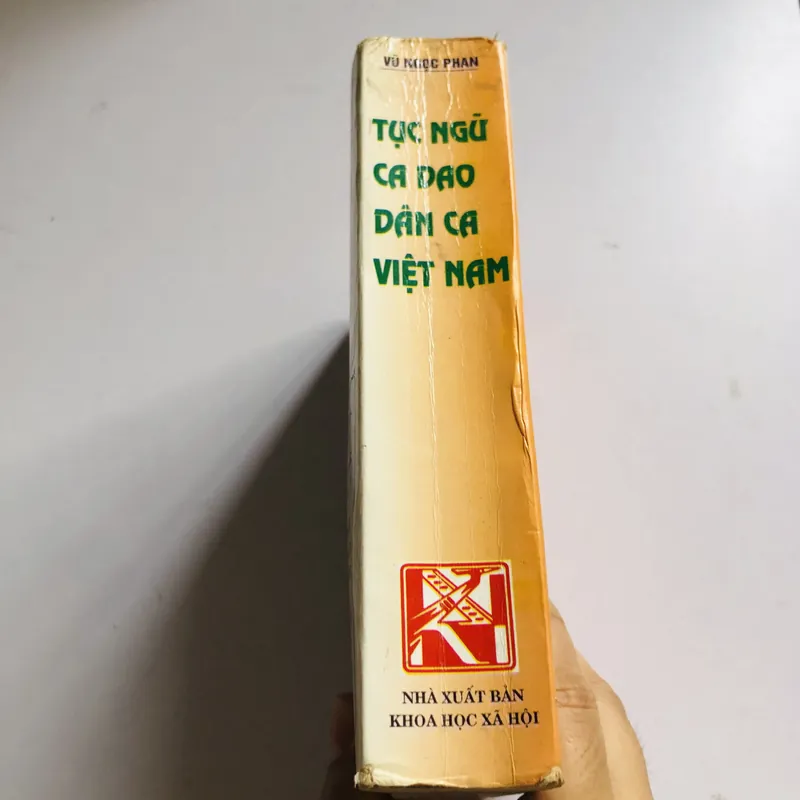 VŨ NGỌC PHAN
TỤC NGỮ
CA DAO
DÂN CA
VIỆT NAM
NHÀ XUẤT BẢN
KHOA HỌC XÃ HỘI